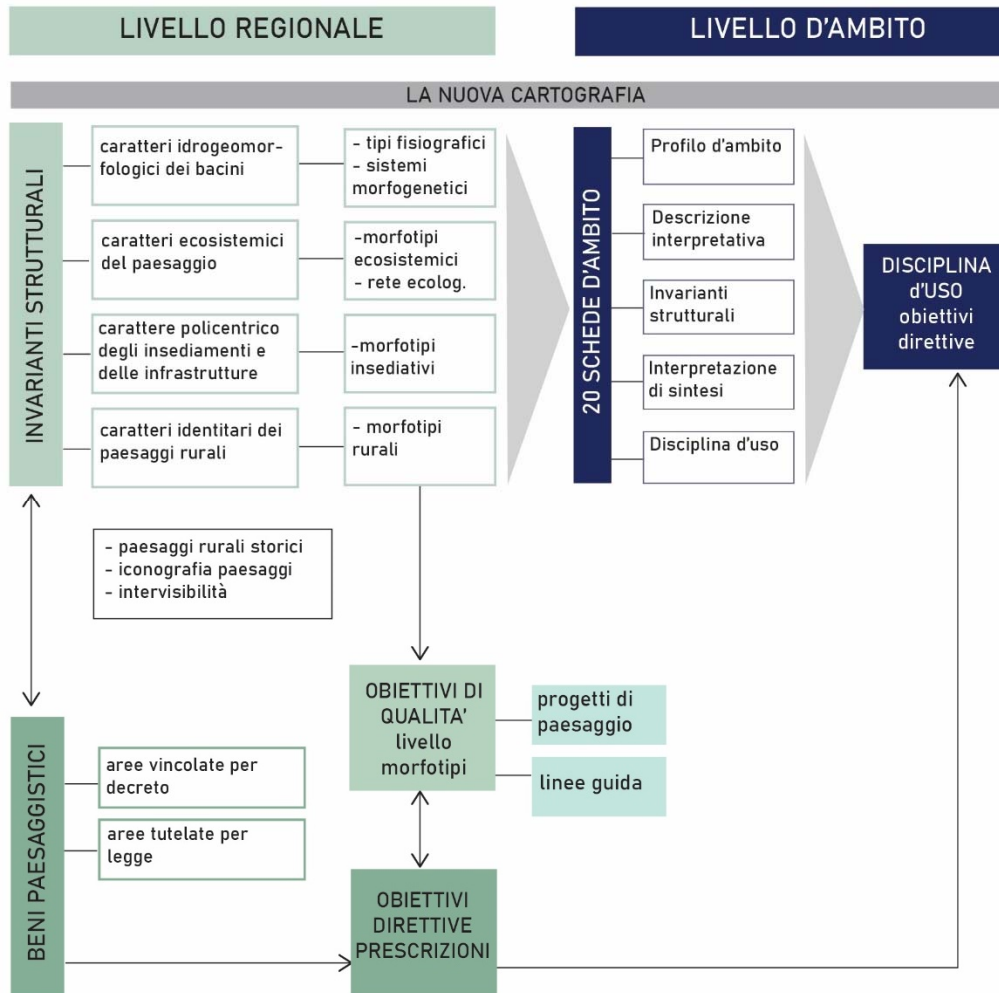 LIVELLO REGIONALE
LIVELLO D'AMBITO
LA NUOVA CARTOGRAFIA
INVARIANTI STRUTTURALI
caratteri idrogeomor-
fologici dei bacini
- tipi fisiografici
- sistemi
morfogenetici
caratteri ecosistemici
del paesaggio
-morfotipi
ecosistemici
- rete ecolog.
carattere policentrico
degli insediamenti e
delle infrastrutture
-morfotipi
insediativi
caratteri identitari dei
paesaggi rurali
- morfotipi
rurali
20 SCHEDE D'AMBITO
Profilo d'ambito
Descrizione
interpretativa
Invarianti
strutturali
Interpretazione
di sintesi
Disciplina d'uso
DISCIPLINA
d'USO
obiettivi
direttive
- paesaggi rurali storici
- iconografia paesaggi
- intervisibilità
OBIETTIVI DI
QUALITA'
livello
morfotipi
progetti di
paesaggio
linee guida
BENI PAESAGGISTICI
aree vincolate per
decreto
aree tutelate per
legge
OBIETTIVI
DIRETTIVE
PRESCRIZIONI